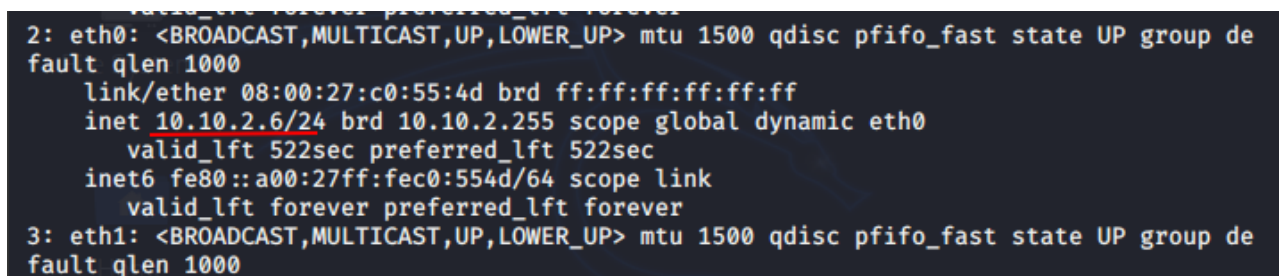 valid_lft forever preferred_lft forever
2: eth0: <BROADCAST,MULTICAST,UP,LOWER_UP> mtu 1500 qdisc pfifo_fast state UP group de
fault qlen 1000
link/ether 08:00:27:c0:55:4d brd ff:ff:ff:ff:ff:ff
inet 10.10.2.6/24 brd 10.10.2.255 scope global dynamic eth0
valid_lft 522sec preferred_lft 522sec
inet6 fe80::a00:27ff:fec0:554d/64 scope link
valid_lft forever preferred_lft forever
3: eth1: <BROADCAST,MULTICAST,UP,LOWER_UP> mtu 1500 qdisc pfifo_fast state UP group de
fault qlen 1000